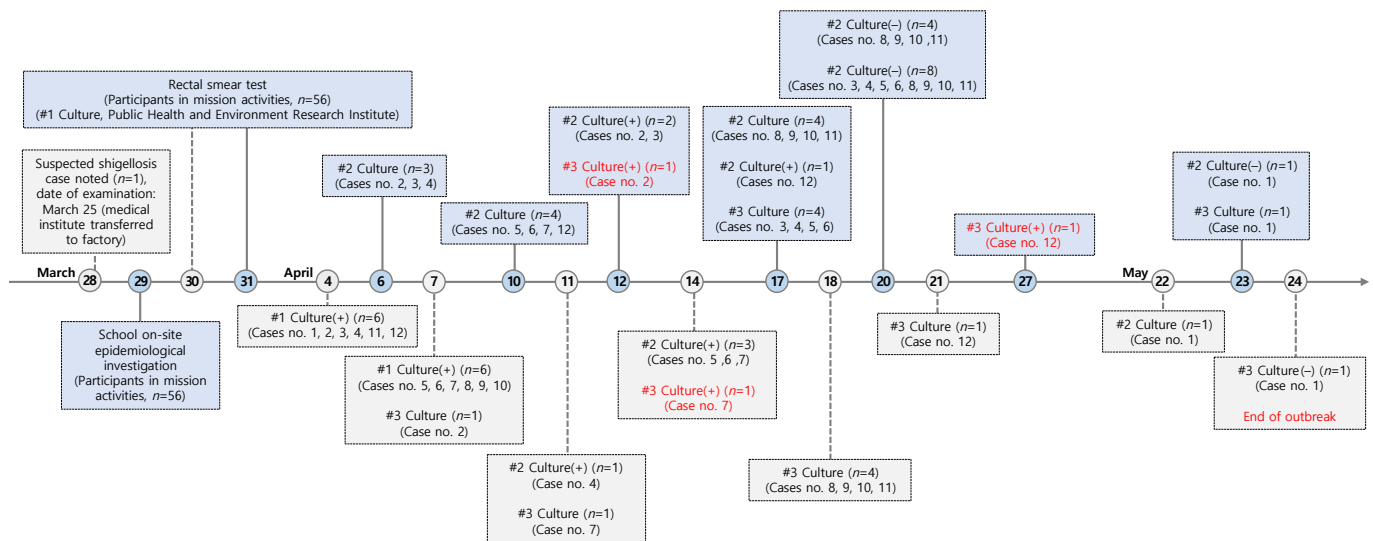 Rectal smear test
(Participants in mission activities, n=56)
(#1 Culture, Public Health and Environment Research Institute)
Suspected shigellosis
case noted (n=1),
date of examination:
March 25 (medical
institute transferred
to factory)
#2 Culture (n=3)
(Cases no. 2, 3, 4)
#2 Culture (n=4)
(Cases no. 5, 6, 7, 12)
#2 Culture(+) (n=2)
(Cases no. 2, 3)
#3 Culture(+) (n=1)
(Case no. 2)
#2 Culture (n=4)
(Cases no. 8, 9, 10, 11)
#2 Culture(+) (n=1)
(Cases no. 12)
#3 Culture (n=4)
(Cases no. 3, 4, 5, 6)
#2 Culture(–) (n=4)
(Cases no. 8, 9, 10 ,11)
#2 Culture(–) (n=8)
(Cases no. 3, 4, 5, 6, 8, 9, 10, 11)
#3 Culture(+) (n=1)
(Case no. 12)
#2 Culture(–) (n=1)
(Case no. 1)
#3 Culture (n=1)
(Case no. 1)
March 28 29 30 31 April 4 6 7 10 11 12 14 17 18 20 21 27 May 22 23 24
School on-site
epidemiological
investigation
(Participants in mission
activities, n=56)
#1 Culture(+) (n=6)
(Cases no. 1, 2, 3, 4, 11, 12)
#1 Culture(+) (n=6)
(Cases no. 5, 6, 7, 8, 9, 10)
#3 Culture (n=1)
(Case no. 2)
#2 Culture(+) (n=1)
(Case no. 4)
#3 Culture (n=1)
(Case no. 7)
#2 Culture(+) (n=3)
(Cases no. 5 ,6 ,7)
#3 Culture(+) (n=1)
(Case no. 7)
#3 Culture (n=4)
(Cases no. 8, 9, 10, 11)
#3 Culture (n=1)
(Case no. 12)
#2 Culture (n=1)
(Case no. 1)
#3 Culture(–) (n=1)
(Case no. 1)
End of outbreak